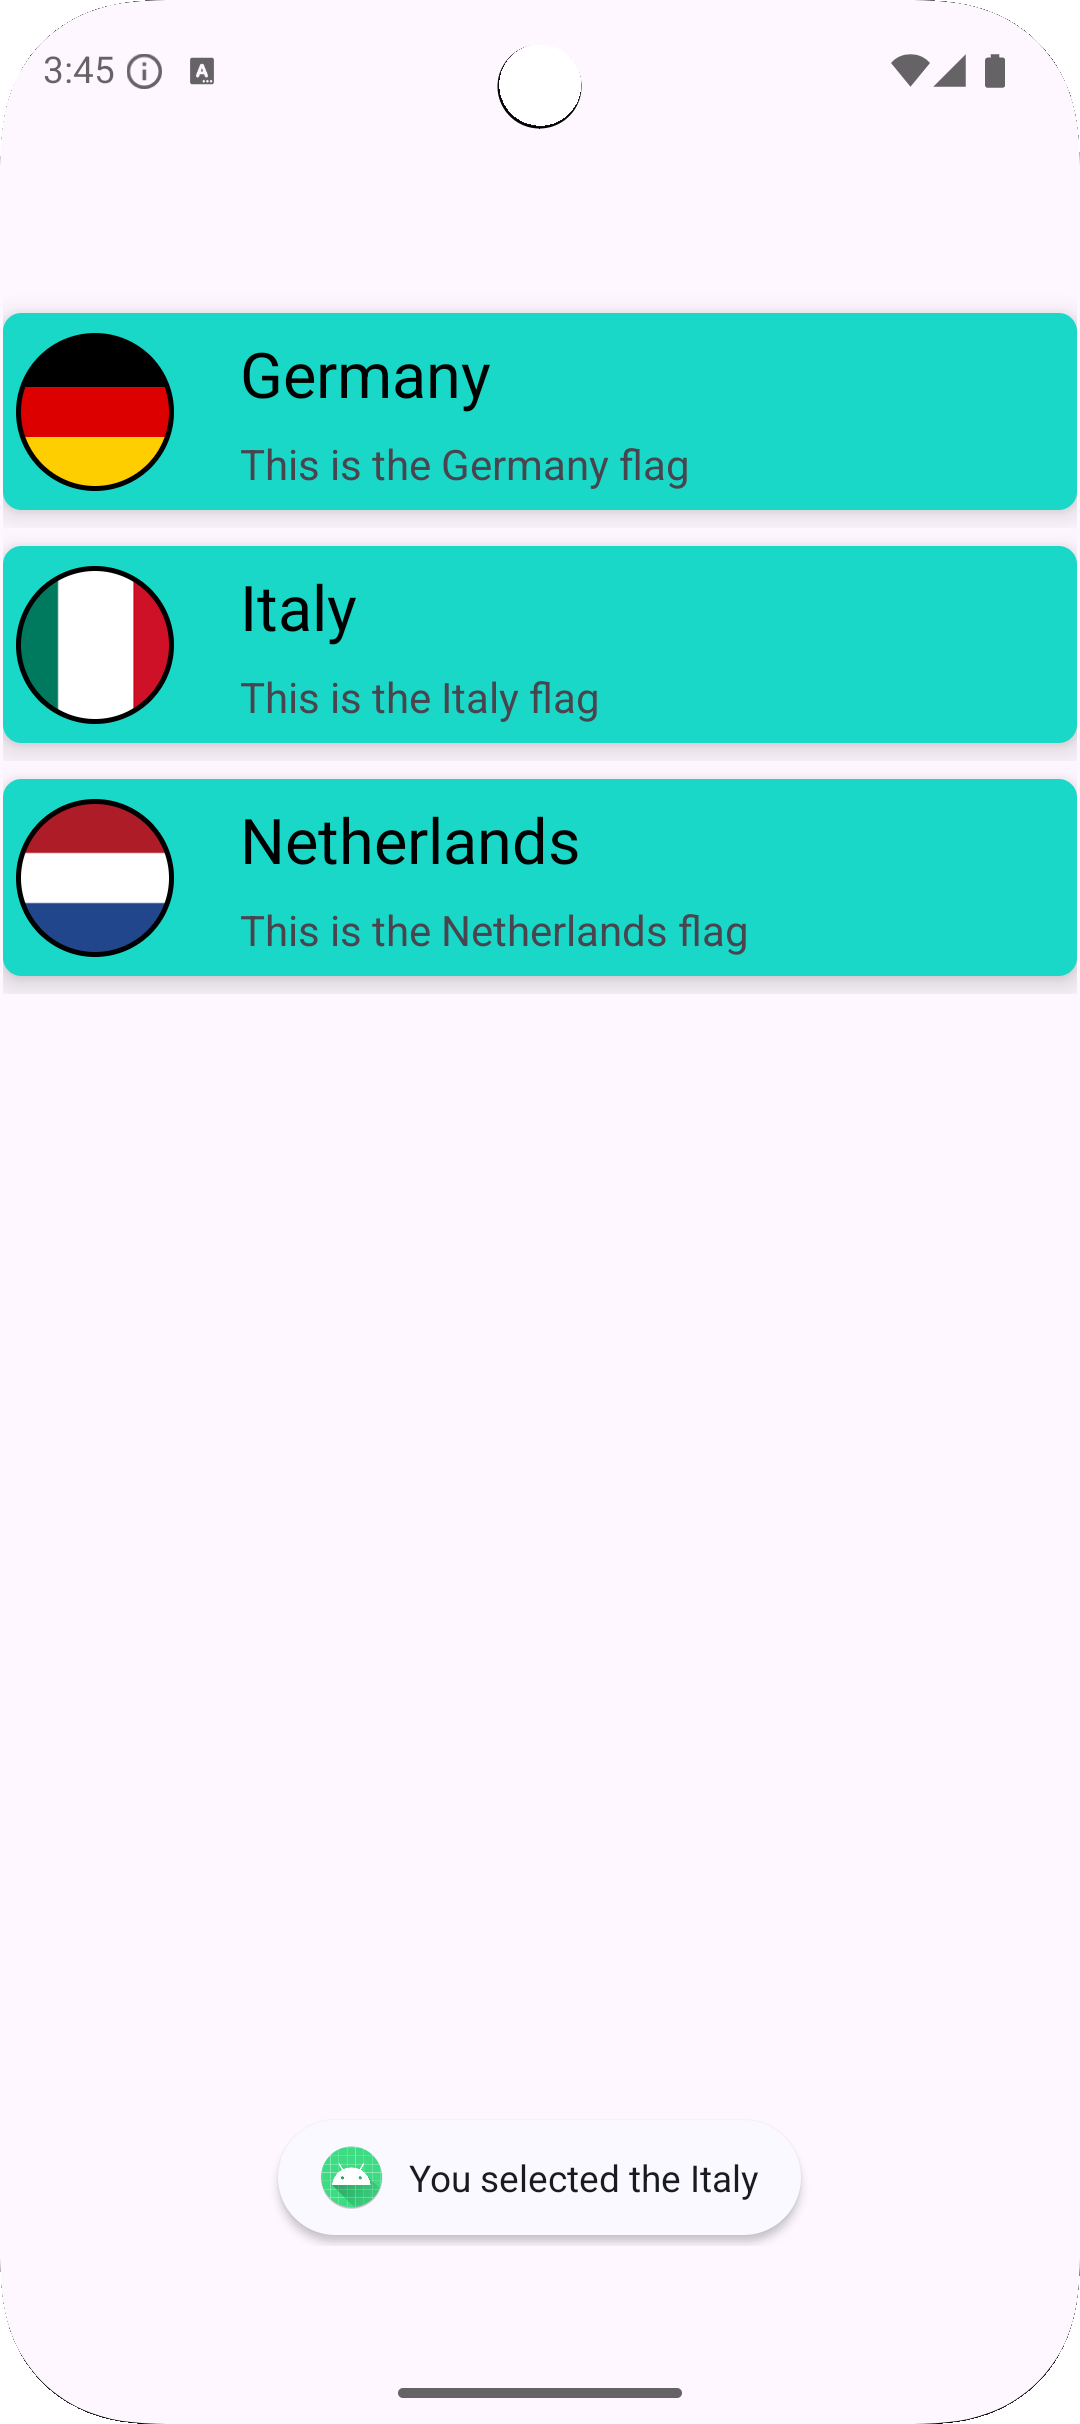 3:45
Germany
This is the Germany flag
Italy
This is the Italy flag
Netherlands
This is the Netherlands flag
You selected the Italy